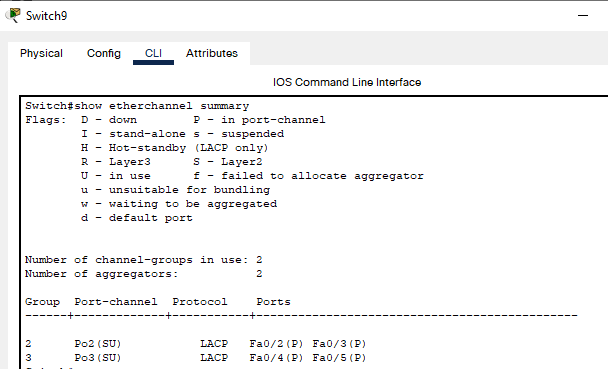 Switch9
Physical Config CLI Attributes
IOS Command Line Interface
Switch#show etherchannel summary
Flags:  D - down        P - in port-channel
        I - stand-alone s - suspended
        H - Hot-standby (LACP only)
        R - Layer3      S - Layer2
        U - in use      f - failed to allocate aggregator
        u - unsuitable for bundling
        w - waiting to be aggregated
        d - default port
Number of channel-groups in use: 2
Number of aggregators:           2
Group  Port-channel  Protocol    Ports
------+-------------+-----------+----------------------------------------------
2      Po2(SU)           LACP   Fa0/2(P) Fa0/3(P)
3      Po3(SU)           LACP   Fa0/4(P) Fa0/5(P)